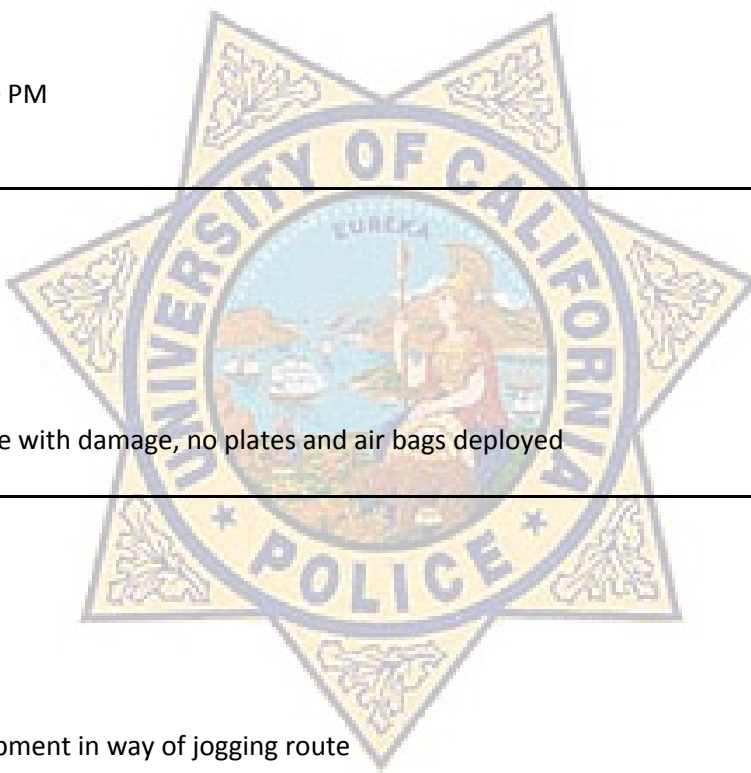 PM
UNIVERSITY OF CALIFORNIA
EUREKA
with damage, no plates and air bags deployed
POLICE
in way of jogging route